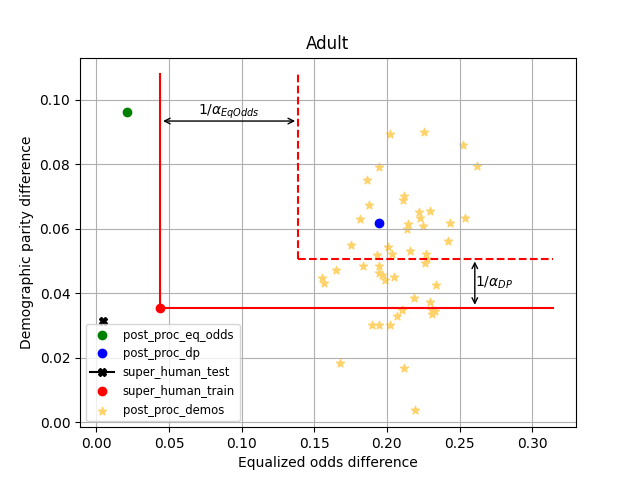 Adult
Demographic parity difference
0.10
0.08
0.06
0.04
0.02
0.00
1/α_EqOdds
1/α_DP
post_proc_eq_odds
post_proc_dp
super_human_test
super_human_train
post_proc_demos
0.00 0.05 0.10 0.15 0.20 0.25 0.30
Equalized odds difference